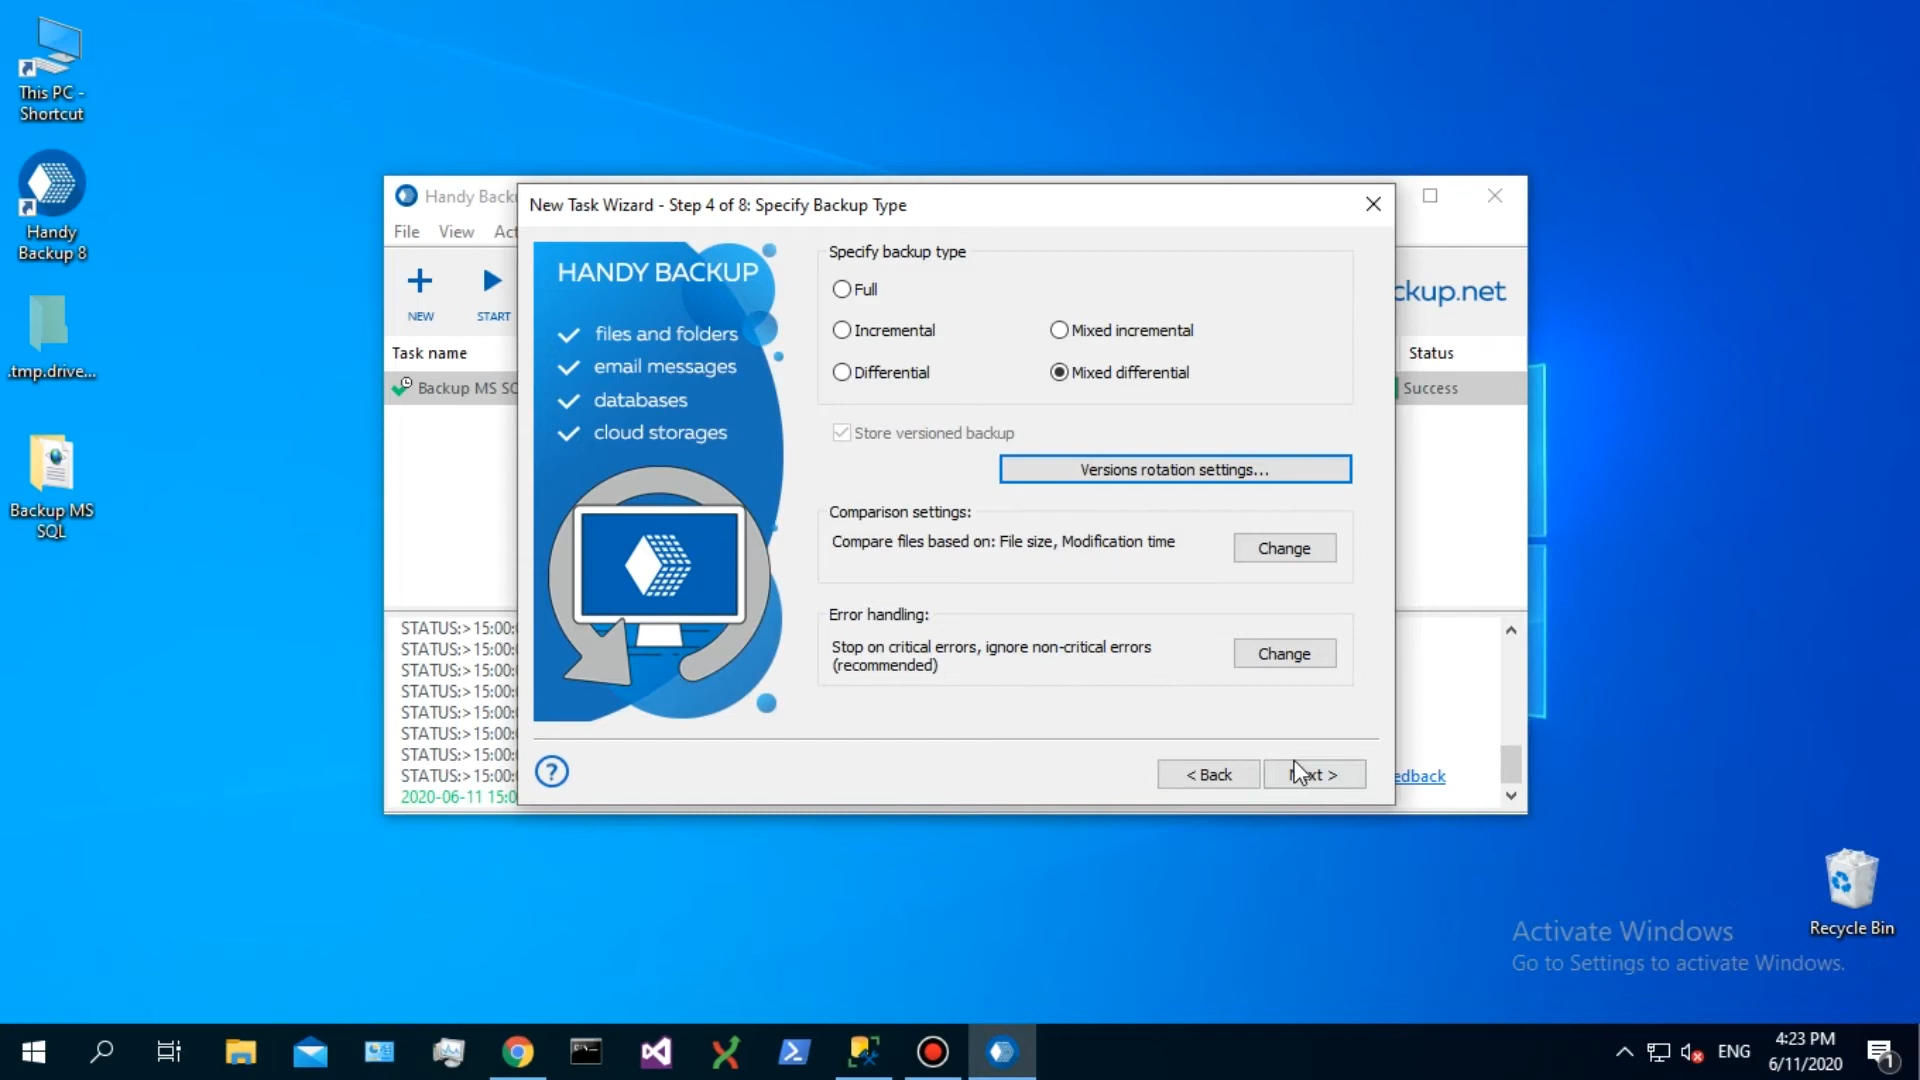 This PC -
Shortcut
Handy
Backup 8
.tmp.drive...
Backup MS
SQL
Handy
File View
NEW START
Task name
Backup MS
ckup.net
Status
Success
STATUS:> 15:00:
STATUS:> 15:00:
STATUS:> 15:00:
STATUS:> 15:00:
STATUS:> 15:00:
STATUS:> 15:00:
STATUS:> 15:00:
STATUS:> 15:00:
2020-06-11 15:0
edback
New Task Wizard - Step 4 of 8: Specify Backup Type
HANDY BACKUP
files and folders
email messages
databases
cloud storages
Specify backup type
Full
Incremental Mixed incremental
Differential Mixed differential
Store versioned backup
Versions rotation settings...
Comparison settings:
Compare files based on: File size, Modification time
Change
Error handling:
Stop on critical errors, ignore non-critical errors
(recommended)
Change
?
< Back Next >
Recycle Bin
Activate Windows
Go to Settings to activate Windows.
ENG
4:23 PM
6/11/2020
1